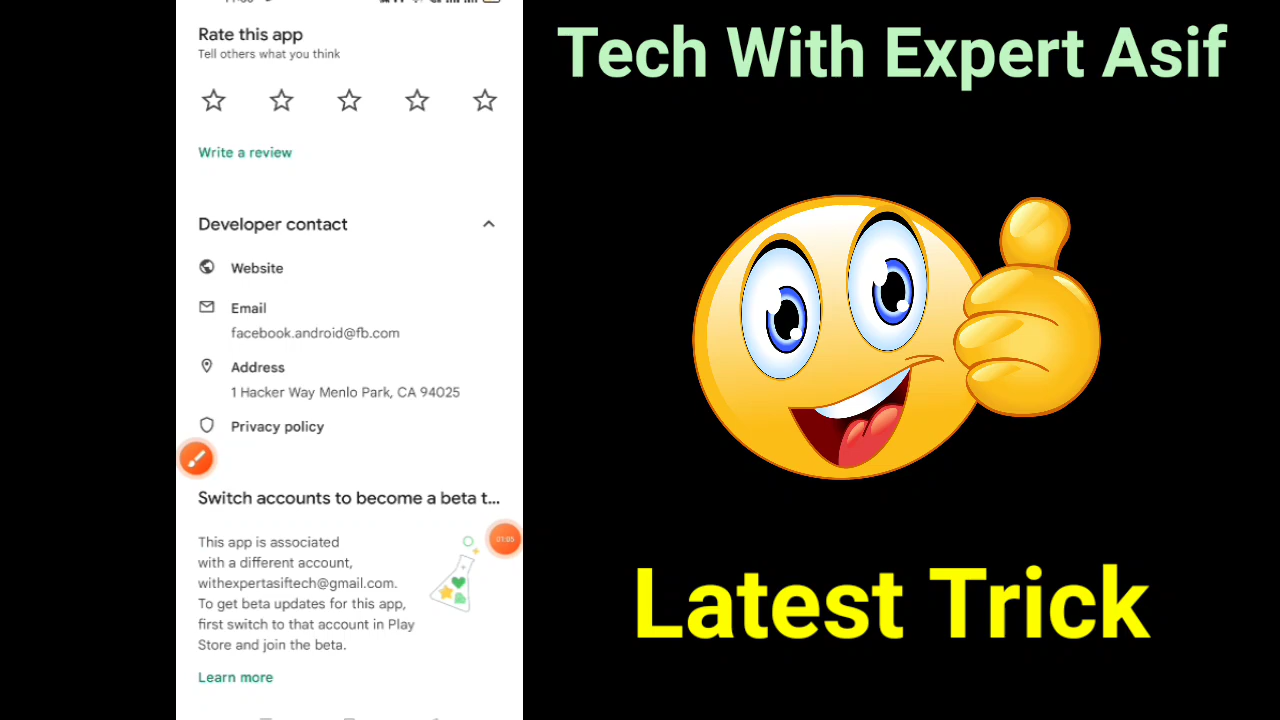 Rate this app
Tell others what you think
Write a review
Developer contact
Website
Email
facebook.android@fb.com
Address
1 Hacker Way Menlo Park, CA 94025
Privacy policy
Switch accounts to become a beta t...
This app is associated
with a different account,
withexpertasiftech@gmail.com.
To get beta updates for this app,
first switch to that account in Play
Store and join the beta.
Learn more
01:05
Tech With Expert Asif
Latest Trick